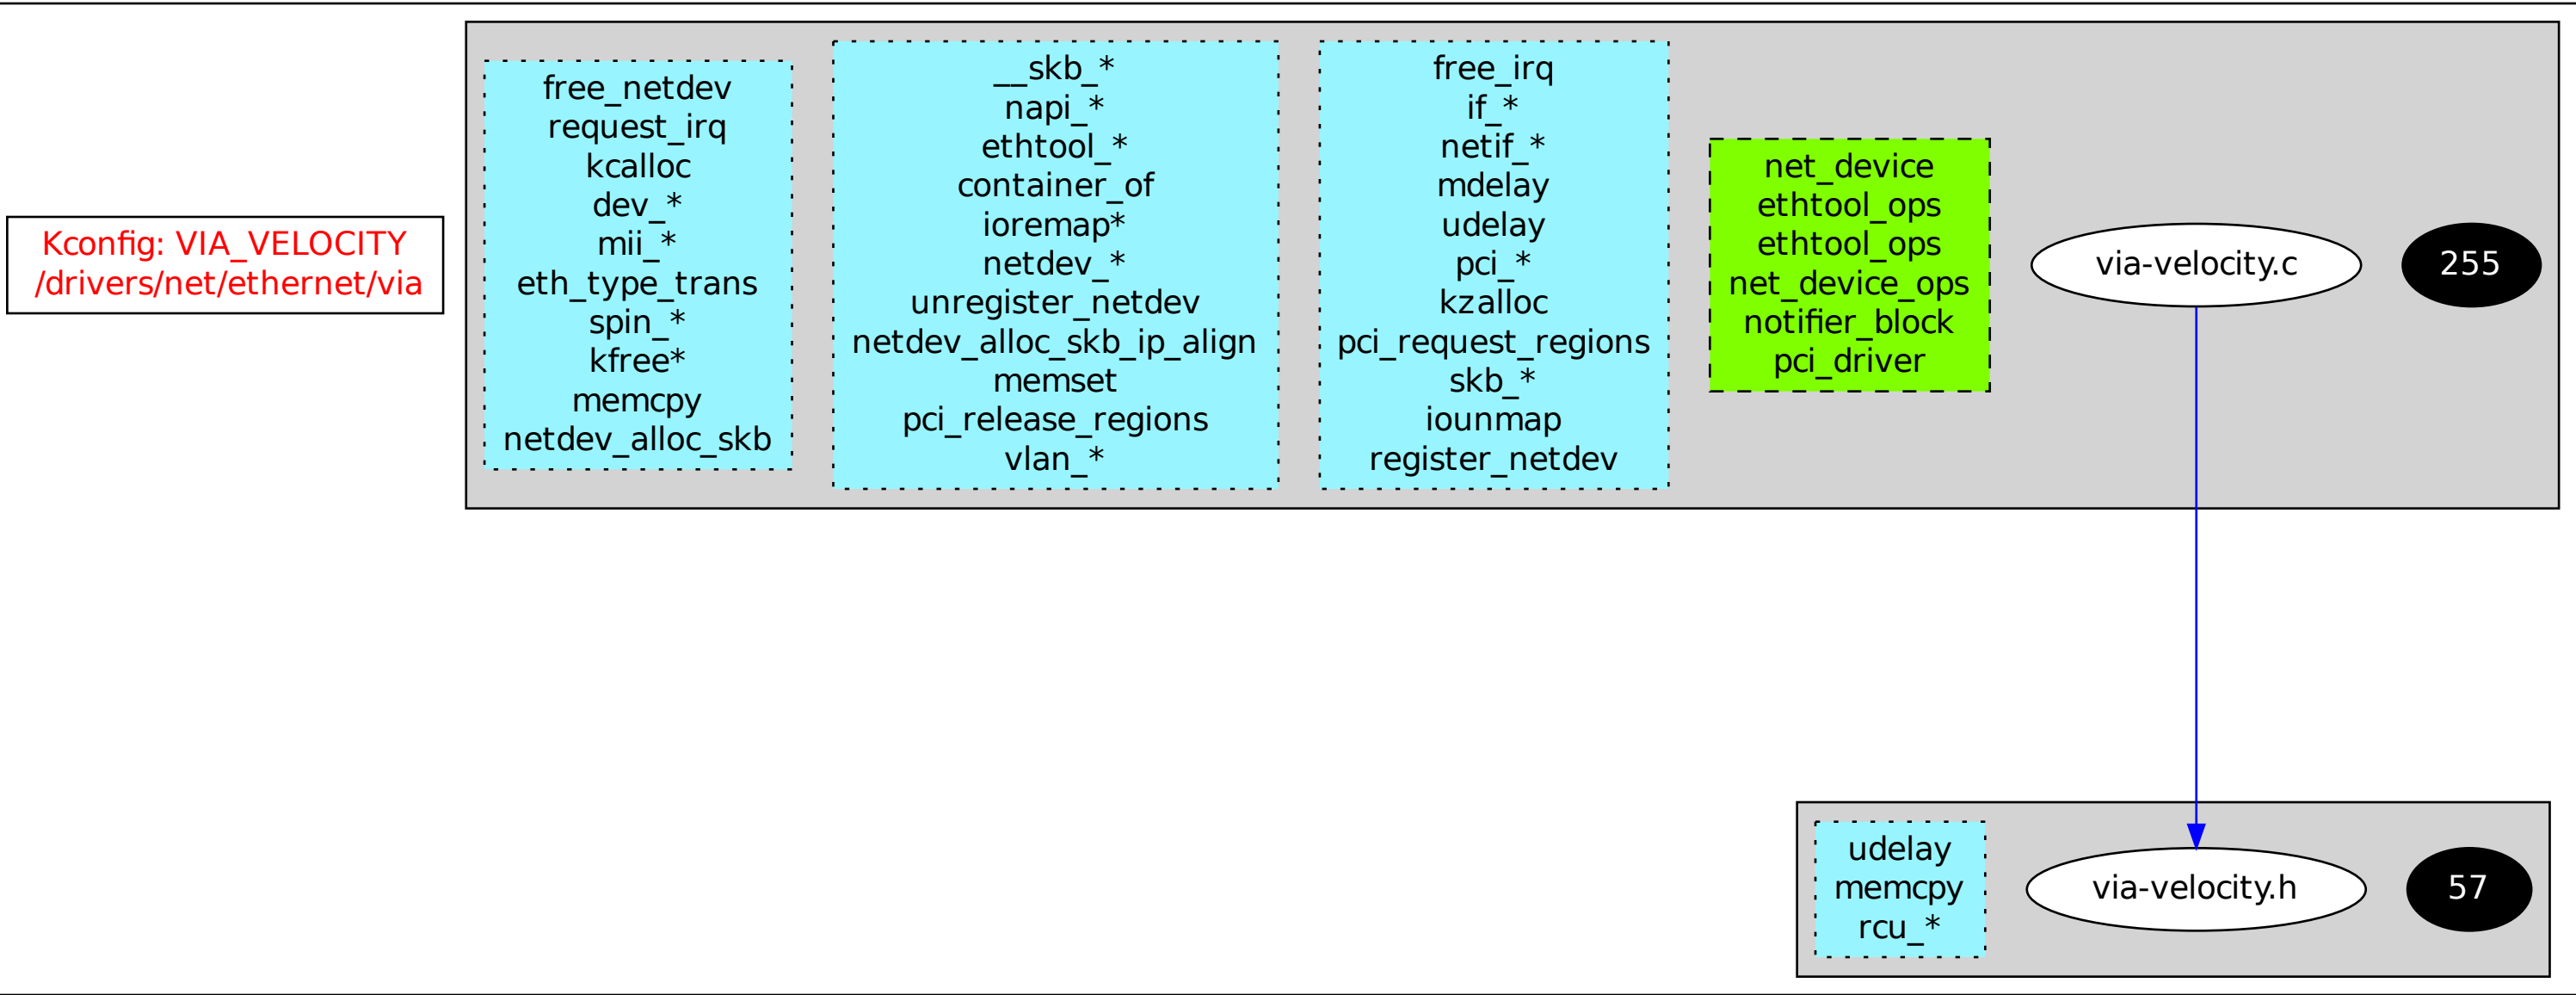 Kconfig: VIA_VELOCITY
/drivers/net/ethernet/via
free_netdev
request_irq
kcalloc
dev_*
mii_*
eth_type_trans
spin_*
kfree*
memcpy
netdev_alloc_skb
__skb_*
napi_*
ethtool_*
container_of
ioremap*
netdev_*
unregister_netdev
netdev_alloc_skb_ip_align
memset
pci_release_regions
vlan_*
free_irq
if_*
netif_*
mdelay
udelay
pci_*
kzalloc
pci_request_regions
skb_*
iounmap
register_netdev
net_device
ethtool_ops
ethtool_ops
net_device_ops
notifier_block
pci_driver
via-velocity.c
255
udelay
memcpy
rcu_*
via-velocity.h
57